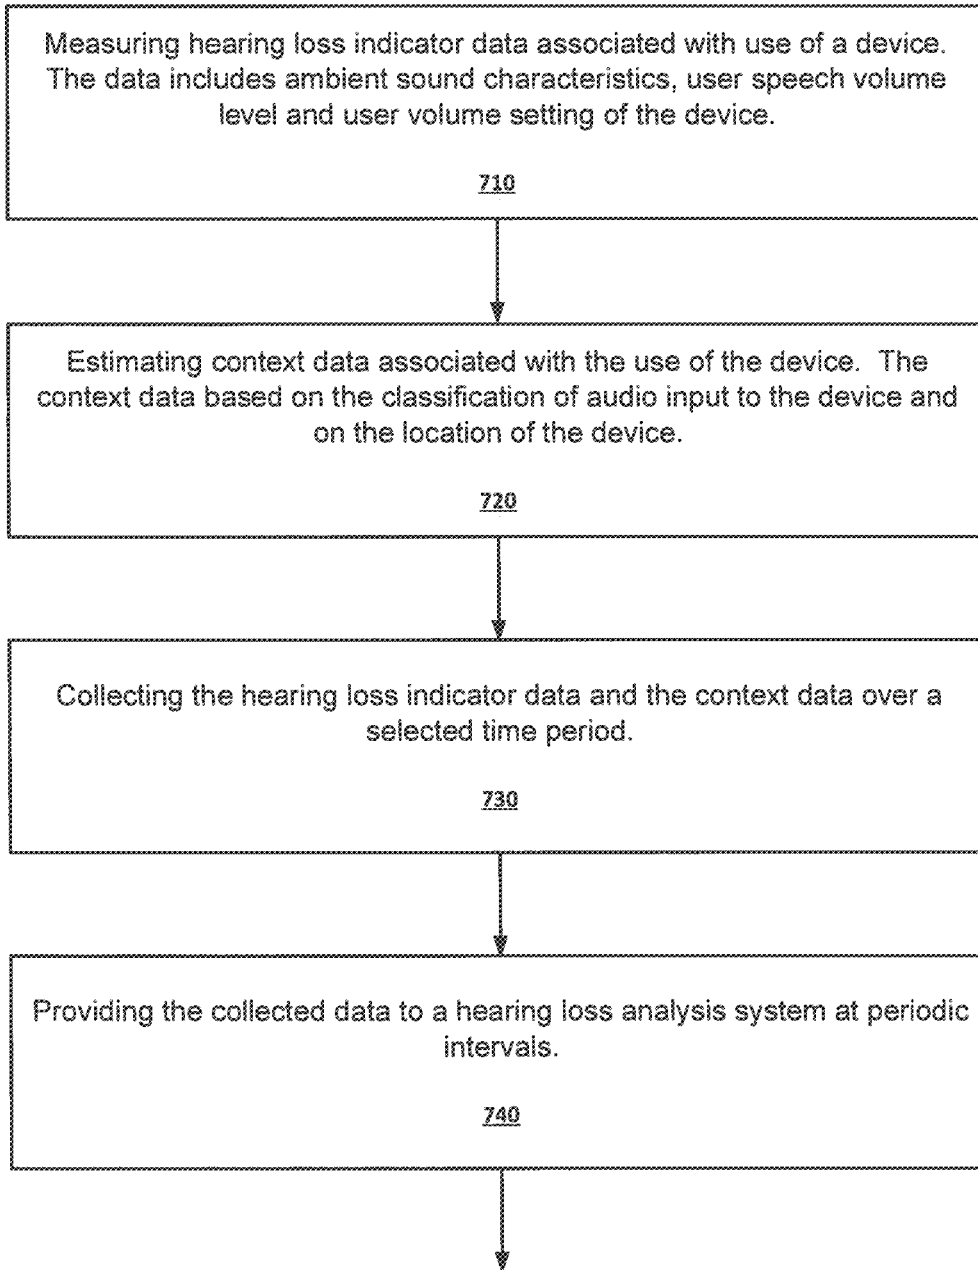 Measuring hearing loss indicator data associated with use of a device.
The data includes ambient sound characteristics, user speech volume
level and user volume setting of the device.
710
Estimating context data associated with the use of the device. The
context data based on the classification of audio input to the device and
on the location of the device.
720
Collecting the hearing loss indicator data and the context data over a
selected time period.
730
Providing the collected data to a hearing loss analysis system at periodic
intervals.
740